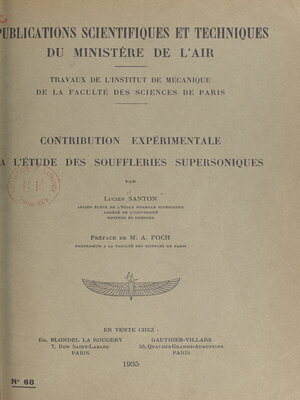 PUBLICATIONS SCIENTIFIQUES ET TECHNIQUES
DU MINISTÈRE DE L'AIR
TRAVAUX DE L'INSTITUT DE MÉCANIQUE
DE LA FACULTÉ DES SCIENCES DE PARIS
CONTRIBUTION EXPÉRIMENTALE
A L'ÉTUDE DES SOUFFLERIES SUPERSONIQUES
PAR
LUCIEN SANTON
ANCIEN ÉLÈVE DE L'ÉCOLE NORMALE SUPÉRIEURE
AGRÉGÉ DE L'UNIVERSITÉ
DOCTEUR ÈS SCIENCES
PRÉFACE DE M. A. FOCH
PROFESSEUR A LA FACULTÉ DES SCIENCES DE PARIS
EN VENTE CHEZ :
ED. BLONDEL LA ROUGERY
7, RUE SAINT-LAZARE
PARIS
GAUTHIER-VILLARS
55, QUAI DES GRANDS-AUGUSTINS
PARIS
1935
N° 68